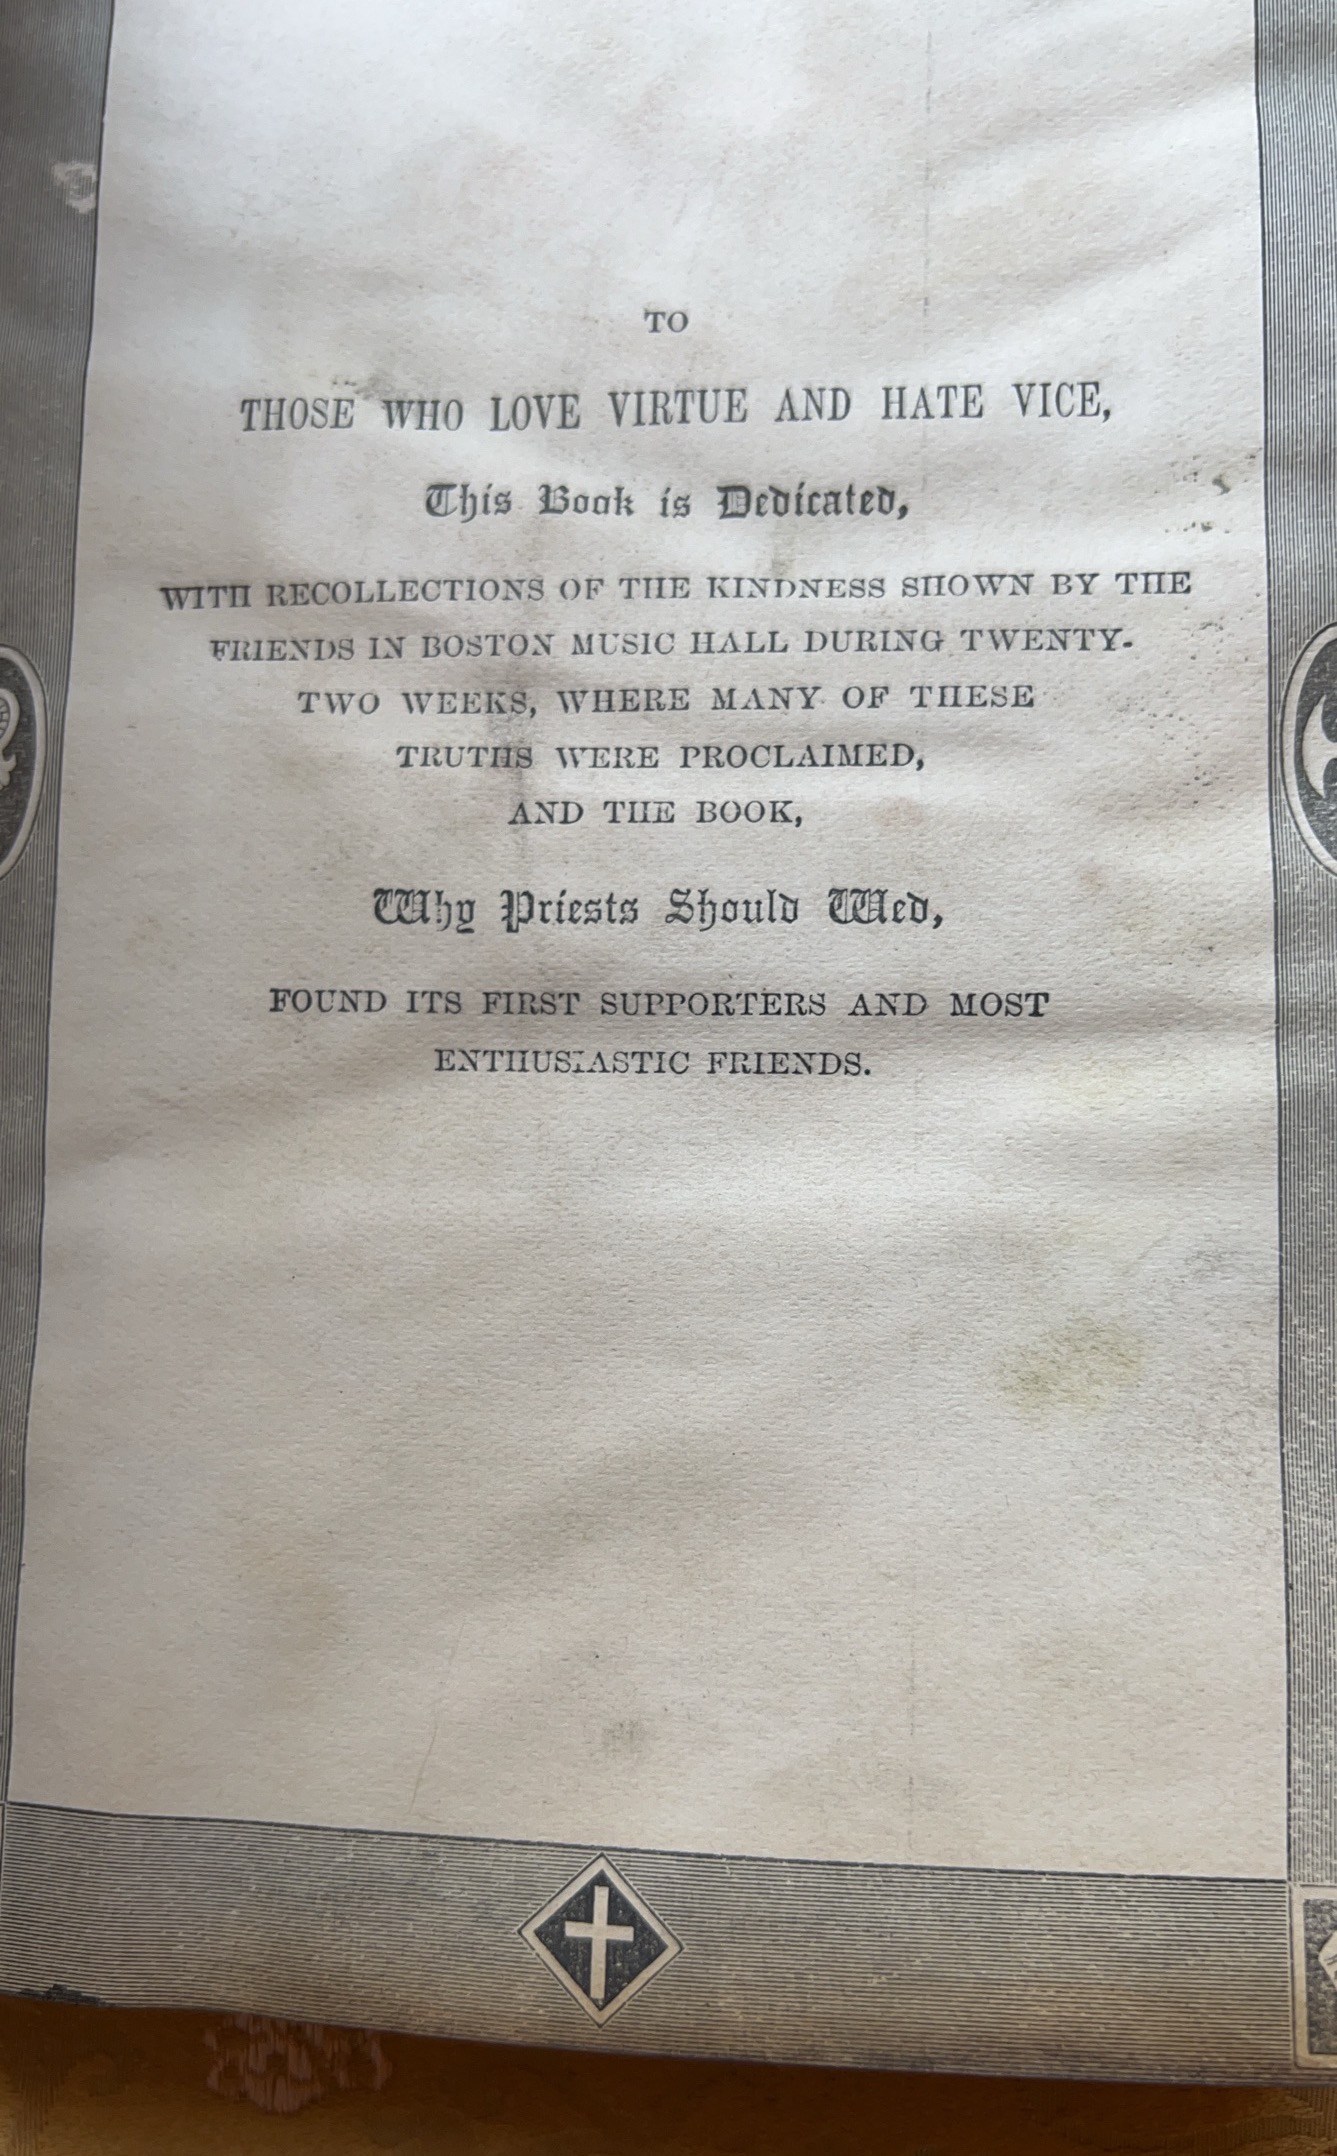 TO
THOSE WHO LOVE VIRTUE AND HATE VICE,
This Book is Dedicated,
WITH RECOLLECTIONS OF THE KINDNESS SHOWN BY THE
FRIENDS IN BOSTON MUSIC HALL DURING TWENTY-
TWO WEEKS, WHERE MANY OF THESE
TRUTHS WERE PROCLAIMED,
AND THE BOOK,
Why Priests Should Wed,
FOUND ITS FIRST SUPPORTERS AND MOST
ENTHUSIASTIC FRIENDS.